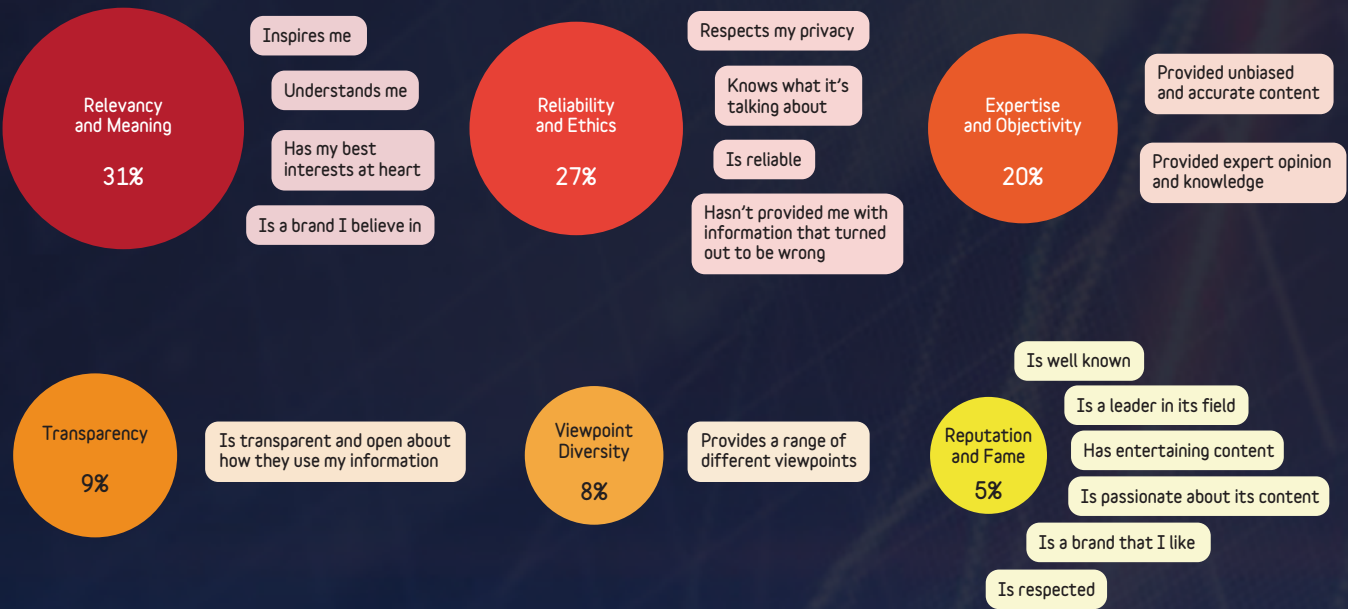 Relevancy
and Meaning
31%
Inspires me
Understands me
Has my best
interests at heart
Is a brand I believe in
Reliability
and Ethics
27%
Respects my privacy
Knows what it's
talking about
Is reliable
Hasn't provided me with
information that turned
out to be wrong
Expertise
and Objectivity
20%
Provided unbiased
and accurate content
Provided expert opinion
and knowledge
Transparency
9%
Is transparent and open about
how they use my information
Viewpoint
Diversity
8%
Provides a range of
different viewpoints
Reputation
and Fame
5%
Is well known
Is a leader in its field
Has entertaining content
Is passionate about its content
Is a brand that I like
Is respected